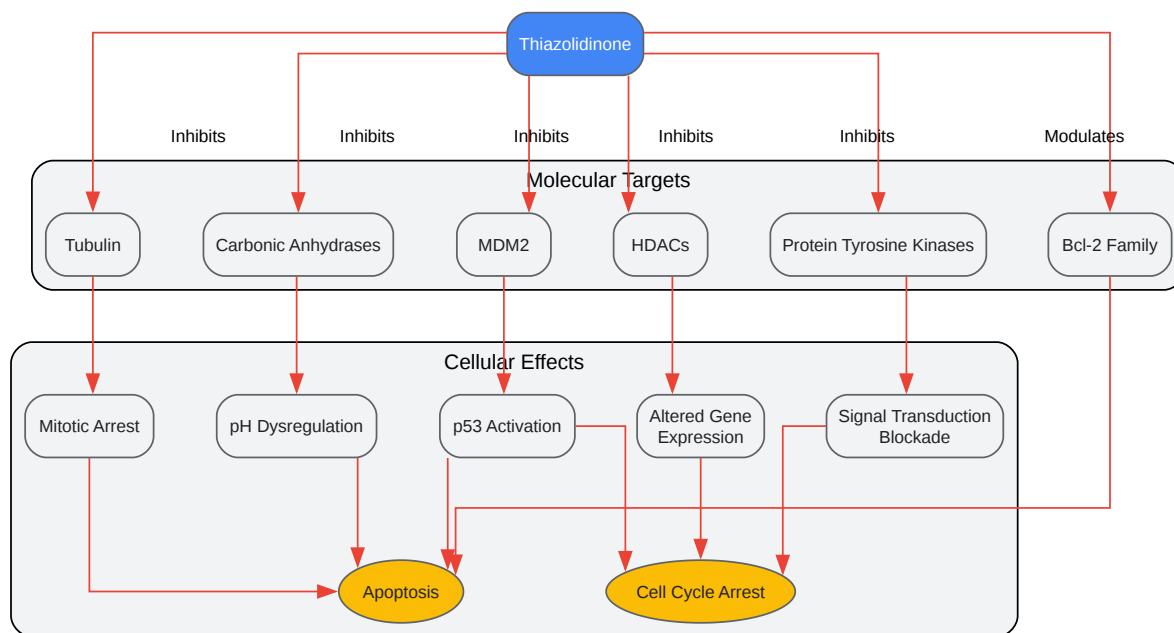 Thiazolidinone
Inhibits
Inhibits
Inhibits
Inhibits
Inhibits
Modulates
Molecular Targets
Tubulin
Carbonic Anhydrases
MDM2
HDACs
Protein Tyrosine Kinases
Bcl-2 Family
Cellular Effects
Mitotic Arrest
pH Dysregulation
p53 Activation
Altered Gene
Expression
Signal Transduction
Blockade
Apoptosis
Cell Cycle Arrest